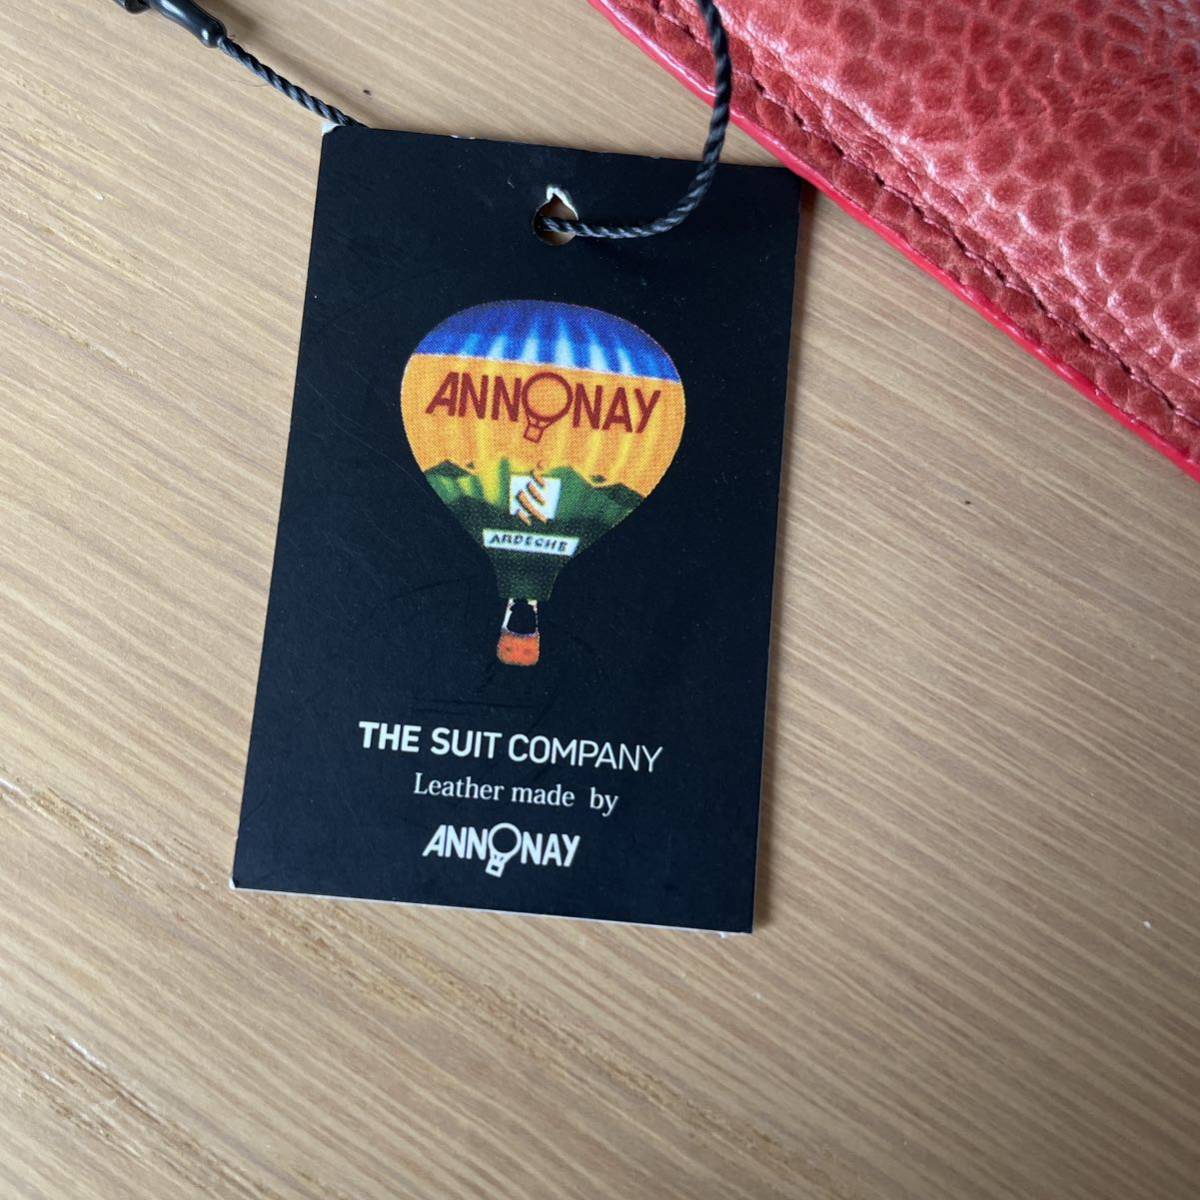 ANNONAY
ARDECHE
THE SUIT COMPANY
Leather made by
ANNONAY